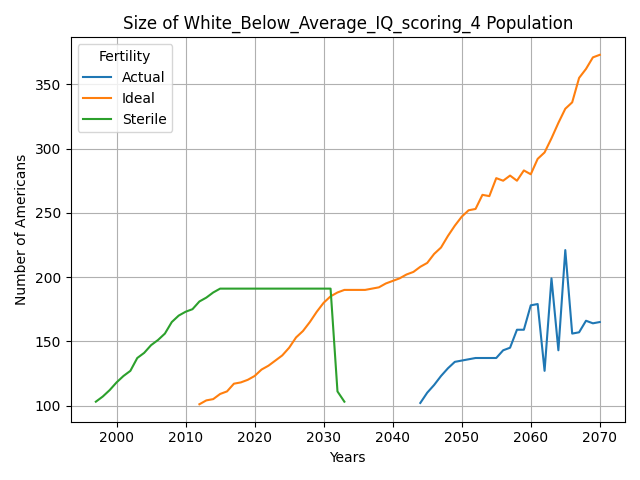 Size of White_Below_Average_IQ_scoring_4 Population
Fertility
Actual
Ideal
Sterile
Number of Americans
350
300
250
200
150
100
2000 2010 2020 2030 2040 2050 2060 2070
Years